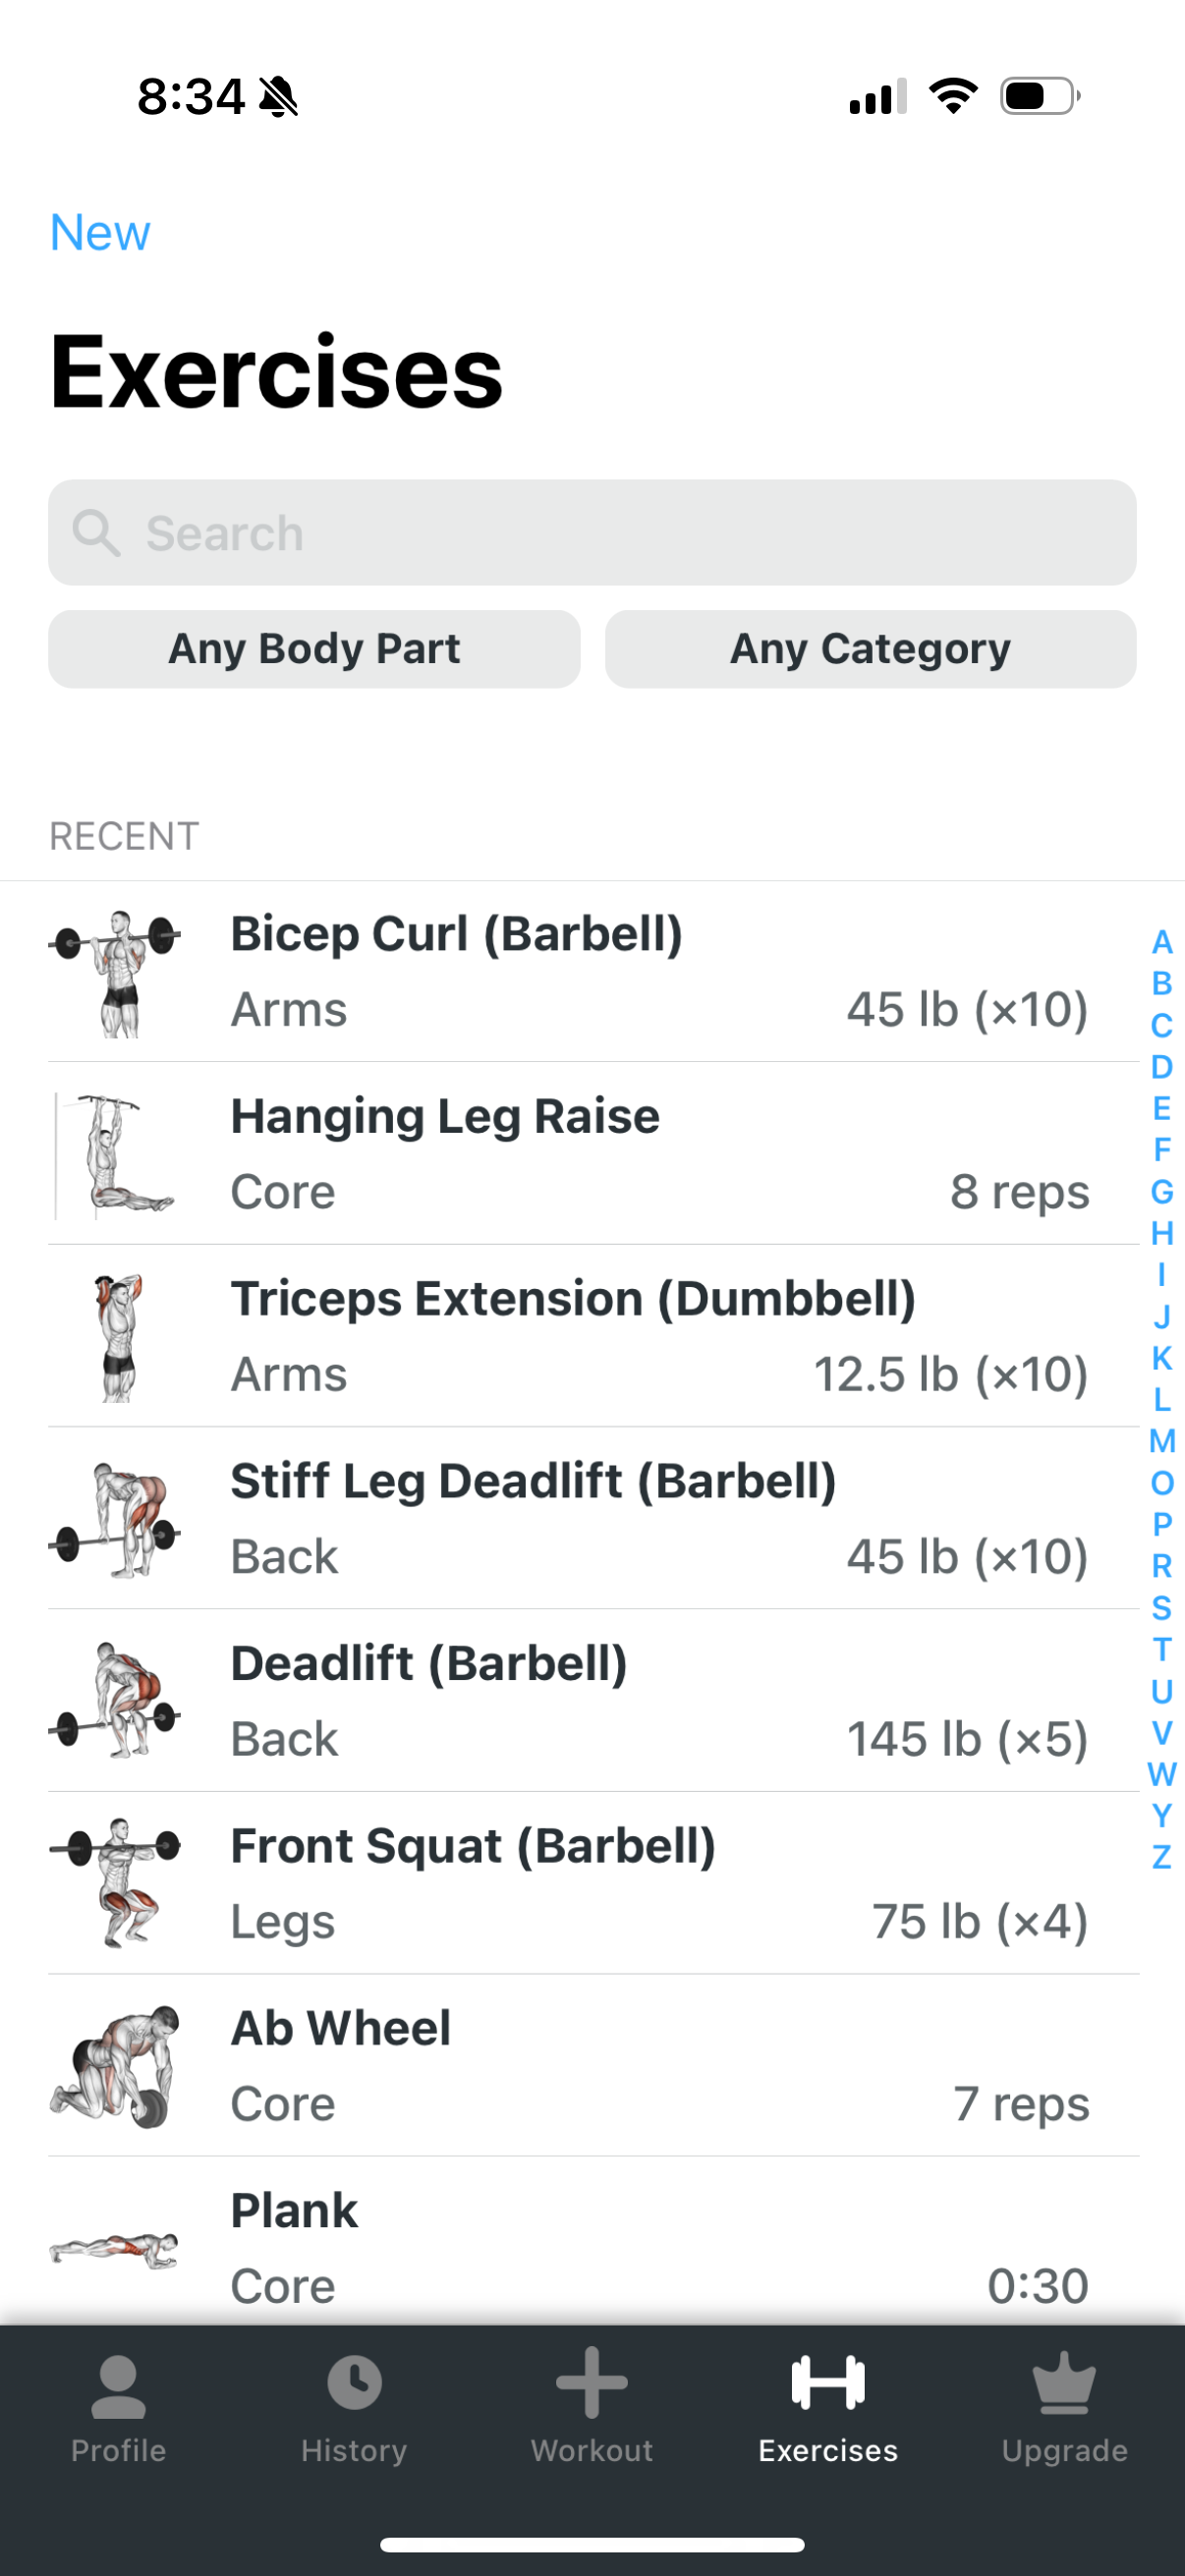 8:34
New
Exercises
Search
Any Body Part
Any Category
RECENT
Bicep Curl (Barbell)
Arms
45 lb (×10)
Hanging Leg Raise
Core
8 reps
Triceps Extension (Dumbbell)
Arms
12.5 lb (×10)
Stiff Leg Deadlift (Barbell)
Back
45 lb (×10)
Deadlift (Barbell)
Back
145 lb (×5)
Front Squat (Barbell)
Legs
75 lb (×4)
Ab Wheel
Core
7 reps
Plank
Core
0:30
A
B
C
D
E
F
G
H
I
J
K
L
M
O
P
R
S
T
U
V
W
Y
Z
Profile
History
Workout
Exercises
Upgrade